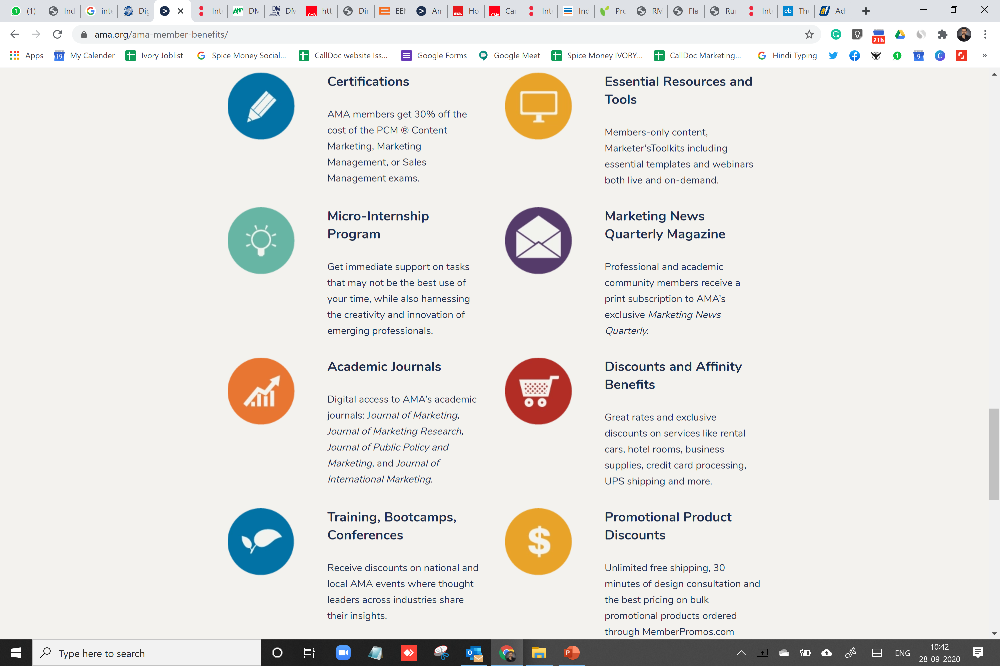 (1)
Ind
inte
Dig
Int
DM
DM
htt
Dir
EEM
Am
Ho
Car
Int
Ind
Pro
RM
Fla
Ru
Int
The
Ad
ama.org/ama-member-benefits/
21h
Apps
19
My Calender
Ivory Joblist
Spice Money Social...
CallDoc website Iss...
Google Forms
Google Meet
Spice Money IVORY...
CallDoc Marketing...
Hindi Typing
Certifications
AMA members get 30% off the
cost of the PCM ® Content
Marketing, Marketing
Management, or Sales
Management exams.
Essential Resources and
Tools
Members-only content,
Marketer’sToolkits including
essential templates and webinars
both live and on-demand.
Micro-Internship
Program
Get immediate support on tasks
that may not be the best use of
your time, while also harnessing
the creativity and innovation of
emerging professionals.
Marketing News
Quarterly Magazine
Professional and academic
community members receive a
print subscription to AMA’s
exclusive Marketing News
Quarterly.
Academic Journals
Digital access to AMA’s academic
journals: Journal of Marketing,
Journal of Marketing Research,
Journal of Public Policy and
Marketing, and Journal of
International Marketing.
Discounts and Affinity
Benefits
Great rates and exclusive
discounts on services like rental
cars, hotel rooms, business
supplies, credit card processing,
UPS shipping and more.
Training, Bootcamps,
Conferences
Receive discounts on national and
local AMA events where thought
leaders across industries share
their insights.
Promotional Product
Discounts
$
Unlimited free shipping, 30
minutes of design consultation and
the best pricing on bulk
promotional products ordered
through MemberPromos.com
Type here to search
ENG
10:42
28-09-2020